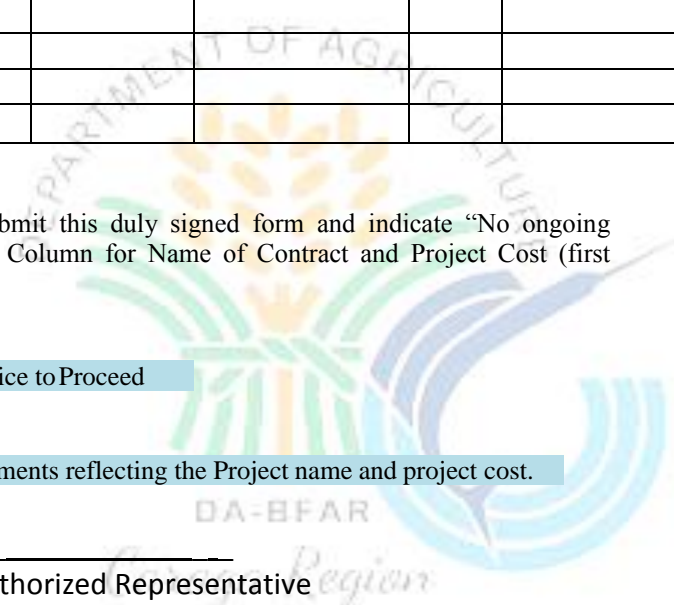 DEPARTMENT OF AGRICULTURE
bmit this duly signed form and indicate “No ongoing
Column for Name of Contract and Project Cost (first
ice to Proceed
ments reflecting the Project name and project cost.
DA-BFAR
thorized Representative
Caraga Region